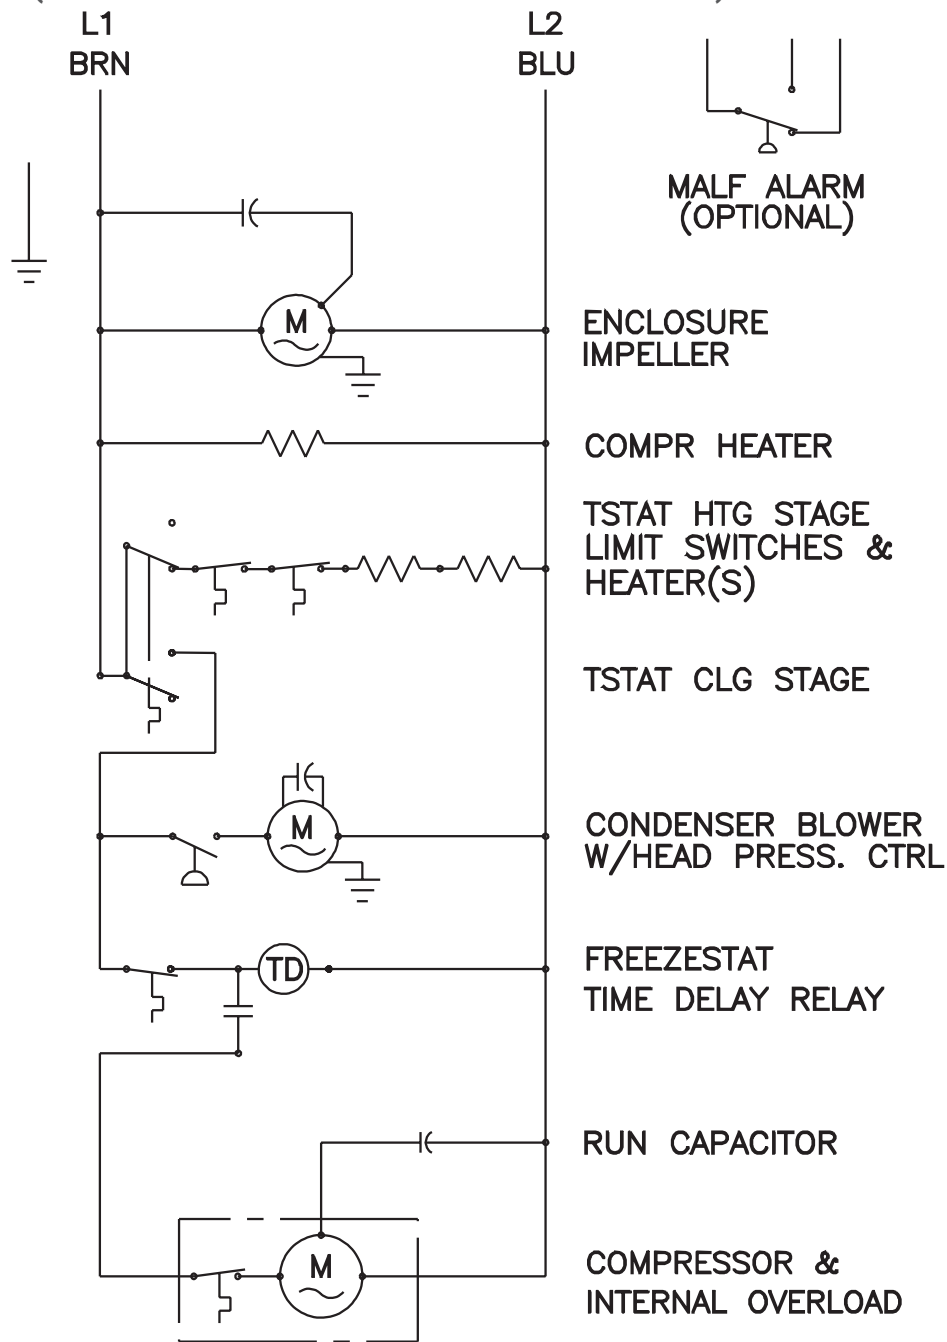 L1
BRN
L2
BLU
MALF ALARM
(OPTIONAL)
M
ENCLOSURE
IMPELLER
COMPR HEATER
TSTAT HTG STAGE
LIMIT SWITCHES &
HEATER(S)
TSTAT CLG STAGE
M
CONDENSER BLOWER
W/HEAD PRESS. CTRL
TD
FREEZESTAT
TIME DELAY RELAY
RUN CAPACITOR
M
COMPRESSOR &
INTERNAL OVERLOAD